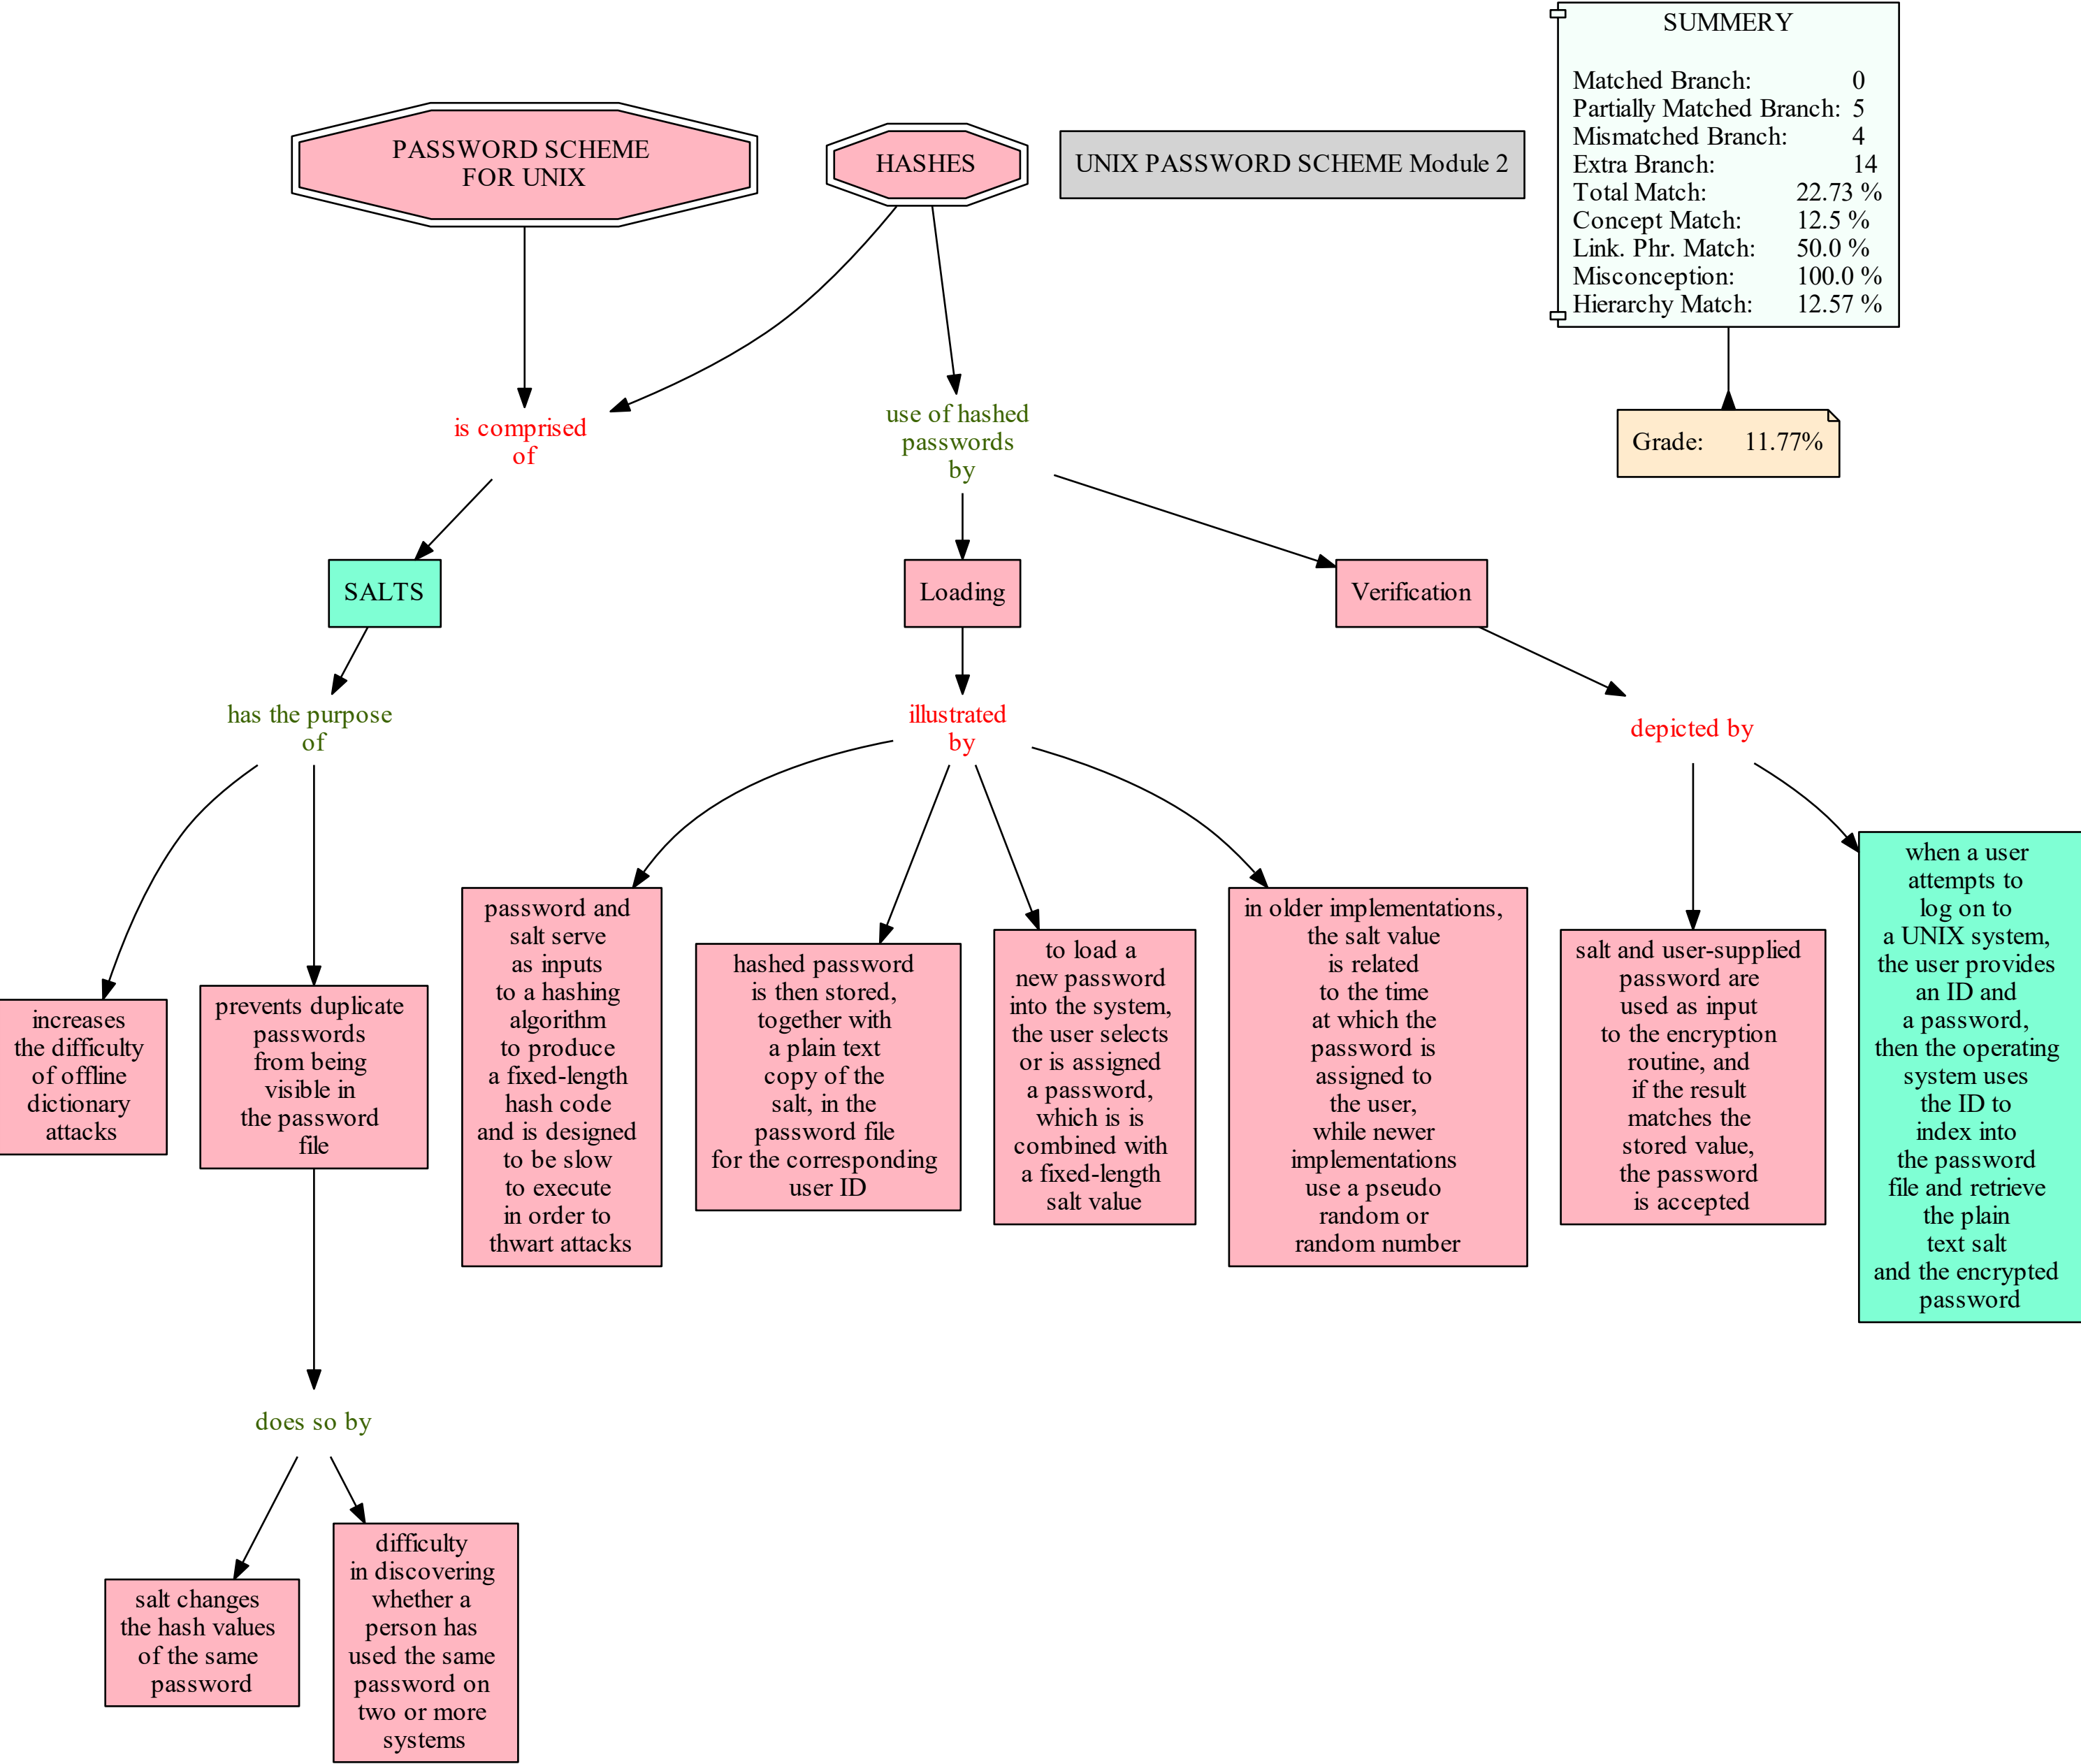 SUMMERY
Matched Branch: 0
Partially Matched Branch: 5
Mismatched Branch: 4
Extra Branch: 14
Total Match: 22.73 %
Concept Match: 12.5 %
Link. Phr. Match: 50.0 %
Misconception: 100.0 %
Hierarchy Match: 12.57 %
PASSWORD SCHEME
FOR UNIX
HASHES
UNIX PASSWORD SCHEME Module 2
Grade: 11.77%
is comprised
of
use of hashed
passwords
by
SALTS
Loading
Verification
has the purpose
of
illustrated
by
depicted by
increases
the difficulty
of offline
dictionary
attacks
prevents duplicate
passwords
from being
visible in
the password
file
password and
salt serve
as inputs
to a hashing
algorithm
to produce
a fixed-length
hash code
and is designed
to be slow
to execute
in order to
thwart attacks
hashed password
is then stored,
together with
a plain text
copy of the
salt, in the
password file
for the corresponding
user ID
to load a
new password
into the system,
the user selects
or is assigned
a password,
which is is
combined with
a fixed-length
salt value
in older implementations,
the salt value
is related
to the time
at which the
password is
assigned to
the user,
while newer
implementations
use a pseudo
random or
random number
salt and user-supplied
password are
used as input
to the encryption
routine, and
if the result
matches the
stored value,
the password
is accepted
when a user
attempts to
log on to
a UNIX system,
the user provides
an ID and
a password,
then the operating
system uses
the ID to
index into
the password
file and retrieve
the plain
text salt
and the encrypted
password
does so by
salt changes
the hash values
of the same
password
difficulty
in discovering
whether a
person has
used the same
password on
two or more
systems